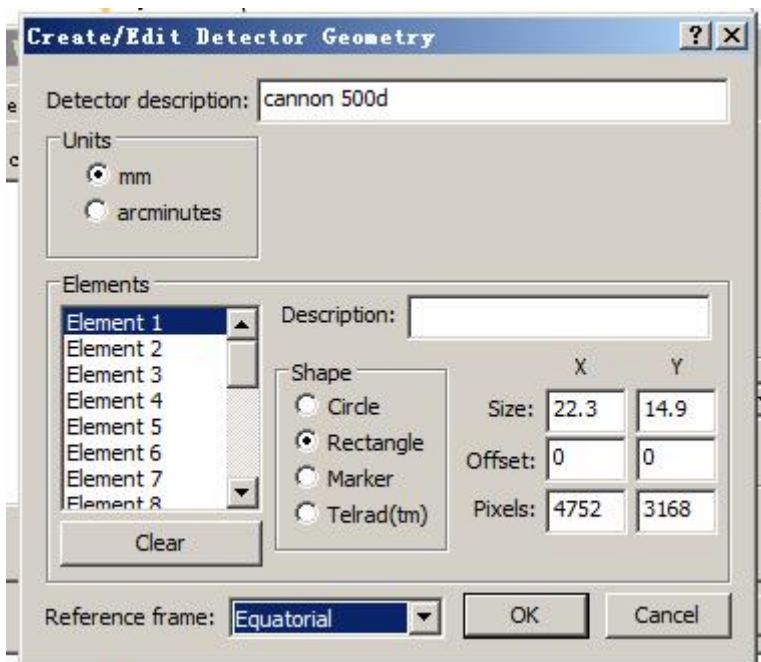 Create/Edit Detector Geometry
Detector description: cannon 500d
Units
mm
arcminutes
Elements
Element 1
Element 2
Element 3
Element 4
Element 5
Element 6
Element 7
Element 8
Clear
Description:
Shape
Circle
Rectangle
Marker
Telrad(tm)
X Y
Size: 22.3 14.9
Offset: 0 0
Pixels: 4752 3168
Reference frame: Equatorial
OK
Cancel